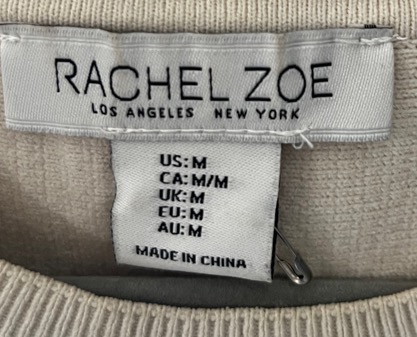 RACHEL ZOE
LOS ANGELES NEW YORK
US: M
CA: M/M
UK: M
EU: M
AU: M
MADE IN CHINA